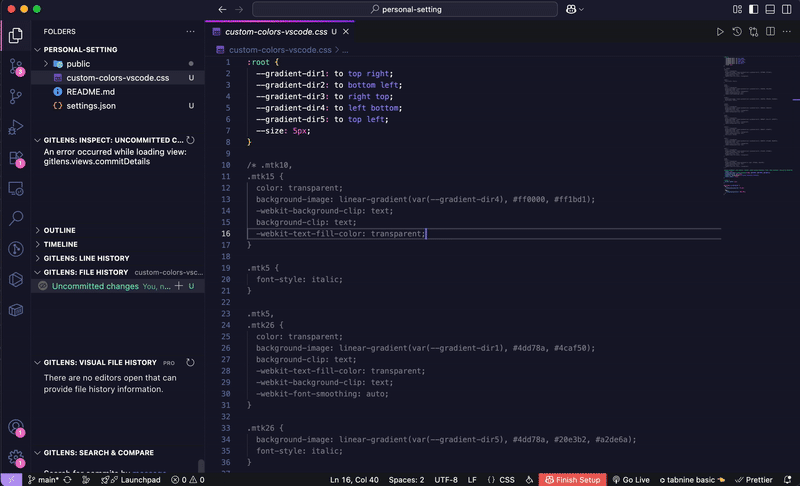 personal-setting
EXPLORER
PERSONAL-SETTING
public
custom-colors-vscode.css U
README.md
settings.json U
GITLENS: INSPECT: UNCOMMITTED C...
An error occurred while loading view:
gitlens.views.commitDetails
OUTLINE
TIMELINE
GITLENS: LINE HISTORY
GITLENS: FILE HISTORY custom-colors-vsc...
Uncommitted changes You, n... U
GITLENS: VISUAL FILE HISTORY PRO
There are no editors open that can
provide file history information.
GITLENS: SEARCH & COMPARE
Search for commits by message
3
1
1
1
custom-colors-vscode.css U
custom-colors-vscode.css > ...
1 :root {
2 --gradient-dir1: to top right;
3 --gradient-dir2: to bottom left;
4 --gradient-dir3: to right top;
5 --gradient-dir4: to left bottom;
6 --gradient-dir5: to top left;
7 --size: 5px;
8 }
9
10 /* .mtk10,
11 .mtk15 {
12 color: transparent;
13 background-image: linear-gradient(var(--gradient-dir4), #ff0000, #ff1bd1);
14 -webkit-background-clip: text;
15 background-clip: text;
16 -webkit-text-fill-color: transparent;
17 }
18
19 .mtk5 {
20 font-style: italic;
21 }
22
23 .mtk5,
24 .mtk26 {
25 color: transparent;
26 background-image: linear-gradient(var(--gradient-dir1), #4dd78a, #4caf50);
27 background-clip: text;
28 -webkit-text-fill-color: transparent;
29 -webkit-background-clip: text;
30 -webkit-font-smoothing: auto;
31 }
32
33 .mtk26 {
34 background-image: linear-gradient(var(--gradient-dir5), #4dd78a, #20e3b2, #a2de6a);
35 font-style: italic;
36 }
main* Launchpad 0 0 Ln 16, Col 40 Spaces: 2 UTF-8 LF {} CSS Finish Setup Go Live tabnine basic Prettier